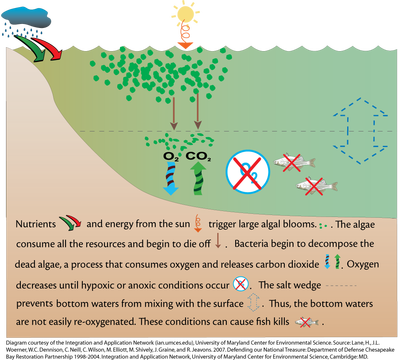 O₂ CO₂
O₂
Nutrients and energy from the sun trigger large algal blooms. The algae
consume all the resources and begin to die off . Bacteria begin to decompose the
dead algae, a process that consumes oxygen and releases carbon dioxide . Oxygen
decreases until hypoxic or anoxic conditions occur . The salt wedge
prevents bottom waters from mixing with the surface . Thus, the bottom waters
are not easily re-oxygenated. These conditions can cause fish kills .
Diagram courtesy of the Integration and Application Network (ian.umces.edu), University of Maryland Center for Environmental Science. Source: Lane, H., J.L.
Woerner, W.C. Dennison, C. Neill, C. Wilson, M. Elliott, M. Shively, J. Graine, and R. Jeavons. 2007. Defending our National Treasure: Department of Defense Chesapeake
Bay Restoration Partnership 1998-2004. Integration and Application Network, University of Maryland Center for Environmental Science, Cambridge: MD.